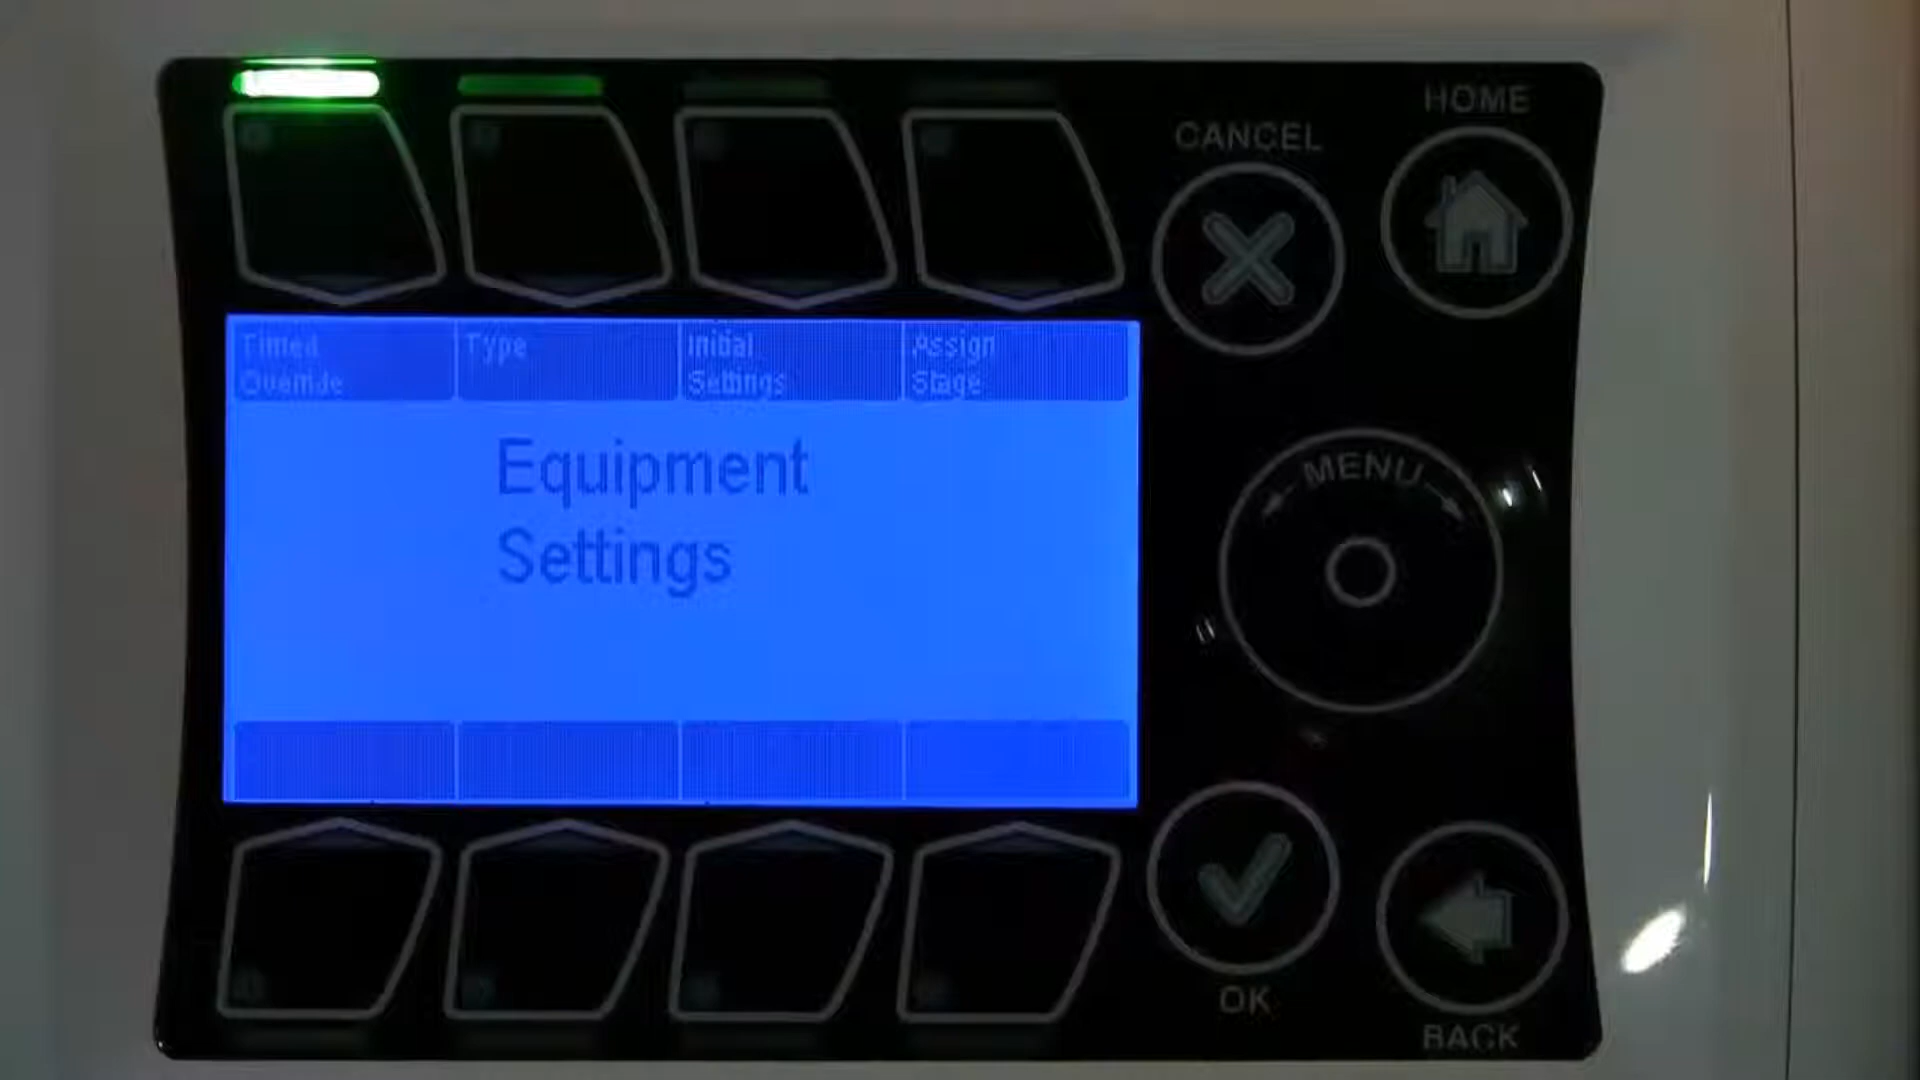 HOME
CANCEL
Timed
Override
Type
Initial
Settings
Assign
Stage
Equipment
Settings
MENU
OK
BACK